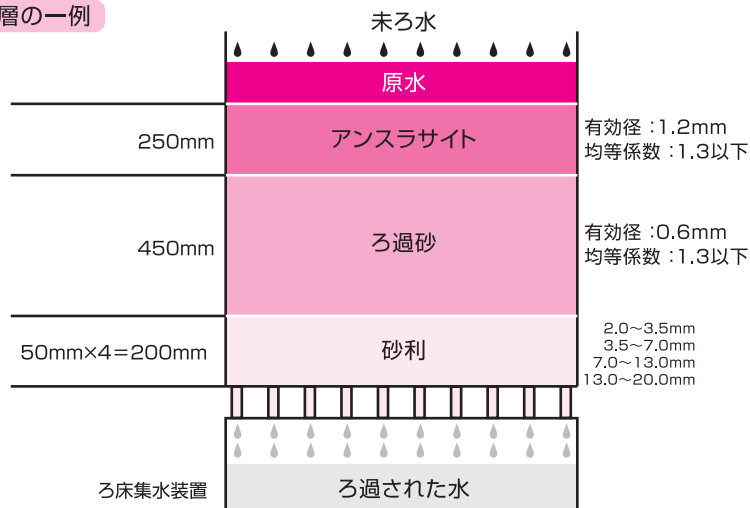 層の一例
未ろ水
原水
250mm
アンスラサイト
有効径：1.2mm
均等係数：1.3以下
450mm
ろ過砂
有効径：0.6mm
均等係数：1.3以下
50mm×4＝200mm
砂利
2.0〜3.5mm
3.5〜7.0mm
7.0〜13.0mm
13.0〜20.0mm
ろ床集水装置
ろ過された水